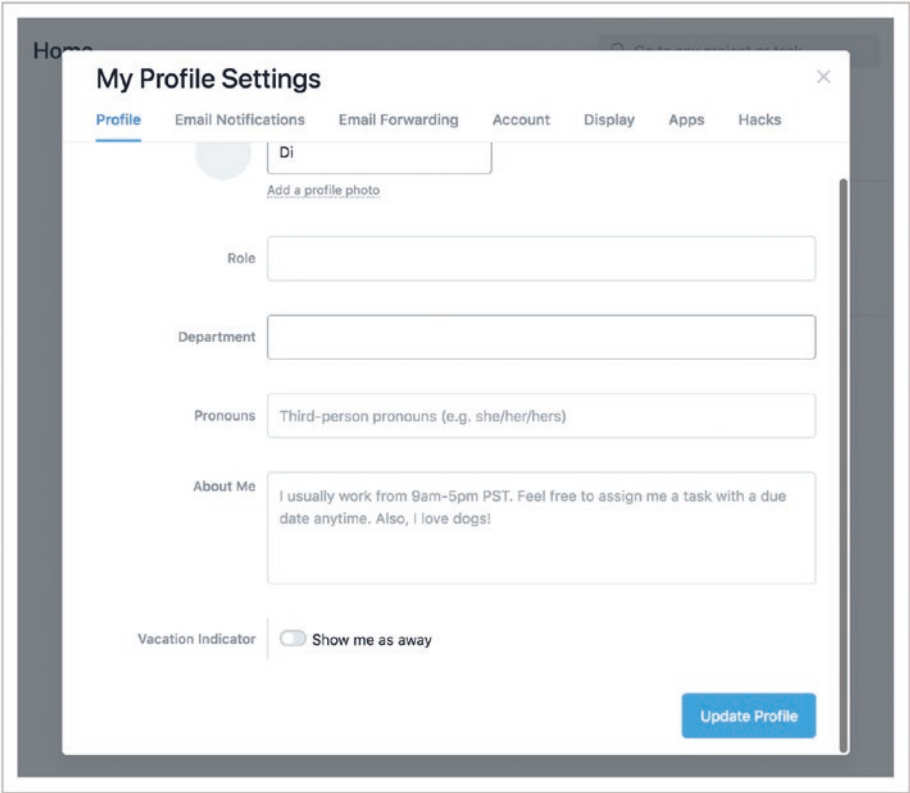 Home
Go to any project or task
My Profile Settings
Profile Email Notifications Email Forwarding Account Display Apps Hacks
Di
Add a profile photo
Role
Department
Pronouns Third-person pronouns (e.g. she/her/hers)
About Me I usually work from 9am-5pm PST. Feel free to assign me a task with a due
date anytime. Also, I love dogs!
Vacation Indicator Show me as away
Update Profile